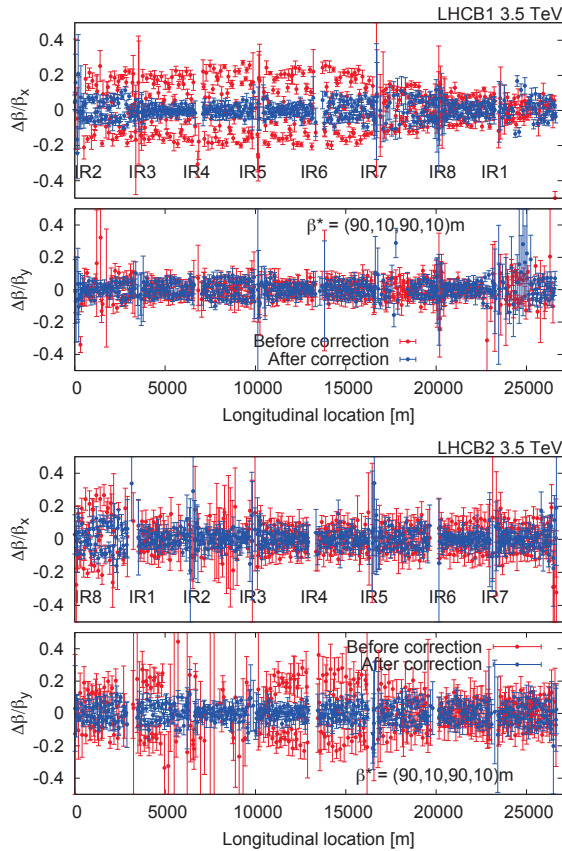 LHCB1 3.5 TeV
0.4
0.2
0
-0.2
-0.4
Δβ/βx
IR2 IR3 IR4 IR5 IR6 IR7 IR8 IR1
0.4
0.2
0
-0.2
-0.4
Δβ/βy
β* = (90,10,90,10)m
Before correction
After correction
0 5000 10000 15000 20000 25000
Longitudinal location [m]
LHCB2 3.5 TeV
0.4
0.2
0
-0.2
-0.4
Δβ/βx
IR8 IR1 IR2 IR3 IR4 IR5 IR6 IR7
0.4
0.2
0
-0.2
-0.4
Δβ/βy
Before correction
After correction
β* = (90,10,90,10)m
0 5000 10000 15000 20000 25000
Longitudinal location [m]